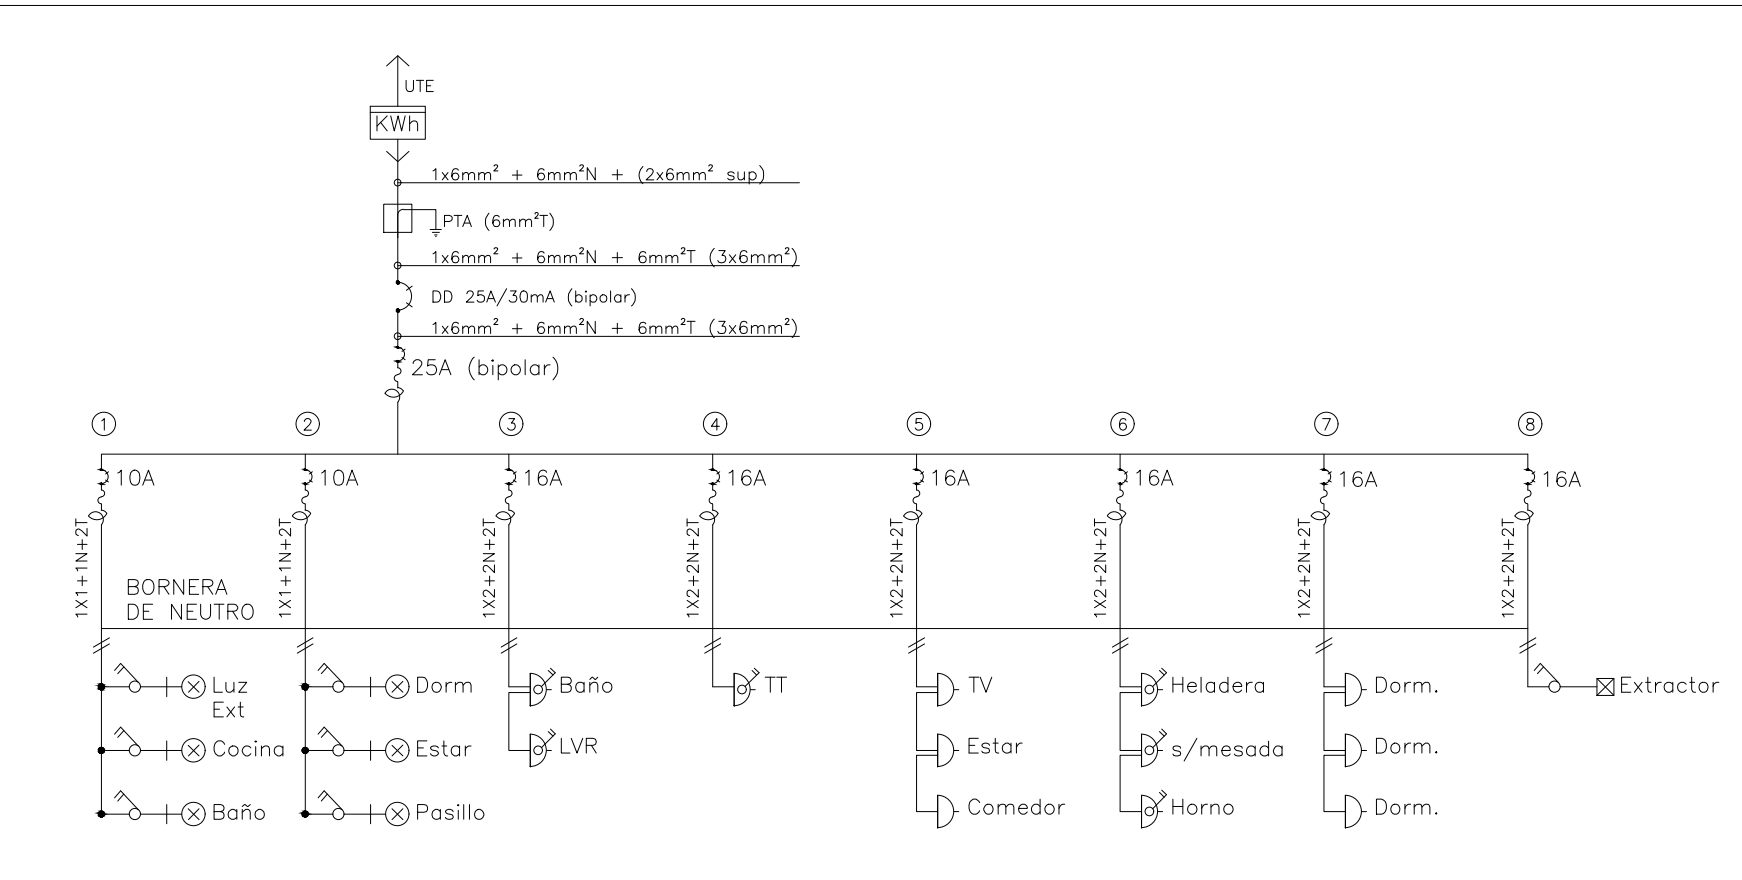 UTE
KWh
1x6mm² + 6mm²N + (2x6mm² sup)
PTA (6mm²T)
1x6mm² + 6mm²N + 6mm²T (3x6mm²)
DD 25A/30mA (bipolar)
1x6mm² + 6mm²N + 6mm²T (3x6mm²)
25A (bipolar)
1 2 3 4 5 6 7 8
10A 10A 16A 16A 16A 16A 16A 16A
1X1+1N+2T 1X1+1N+2T 1X2+2N+2T 1X2+2N+2T 1X2+2N+2T 1X2+2N+2T 1X2+2N+2T 1X2+2N+2T
BORNERA
DE NEUTRO
Luz
Ext
Cocina
Baño
Dorm
Estar
Pasillo
Baño
LVR
TT
TV
Estar
Comedor
Heladera
s/mesada
Horno
Dorm.
Dorm.
Dorm.
Extractor